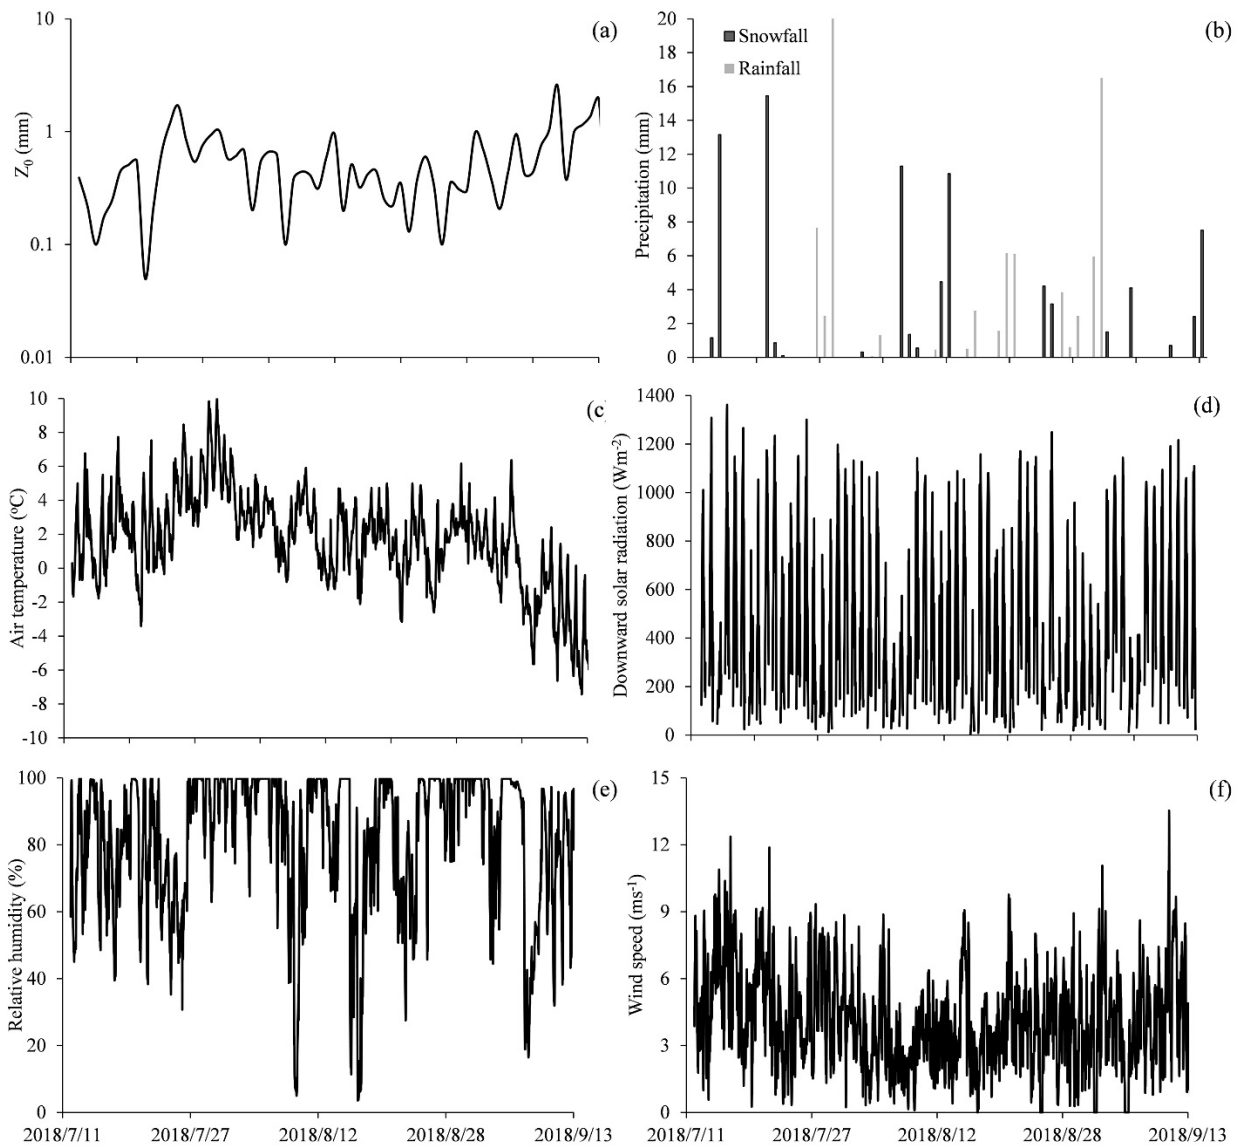 (a)
10
1
0.1
0.01
Z0 (mm)
(b)
Snowfall
Rainfall
20
18
16
14
12
10
8
6
4
2
0
Precipitation (mm)
(c)
10
8
6
4
2
0
-2
-4
-6
-8
-10
Air temperature (°C)
(d)
1400
1200
1000
800
600
400
200
0
Downward solar radiation (Wm-2)
(e)
100
80
60
40
20
0
Relative humidity (%)
2018/7/11 2018/7/27 2018/8/12 2018/8/28 2018/9/13
(f)
15
12
9
6
3
0
Wind speed (ms-1)
2018/7/11 2018/7/27 2018/8/12 2018/8/28 2018/9/13